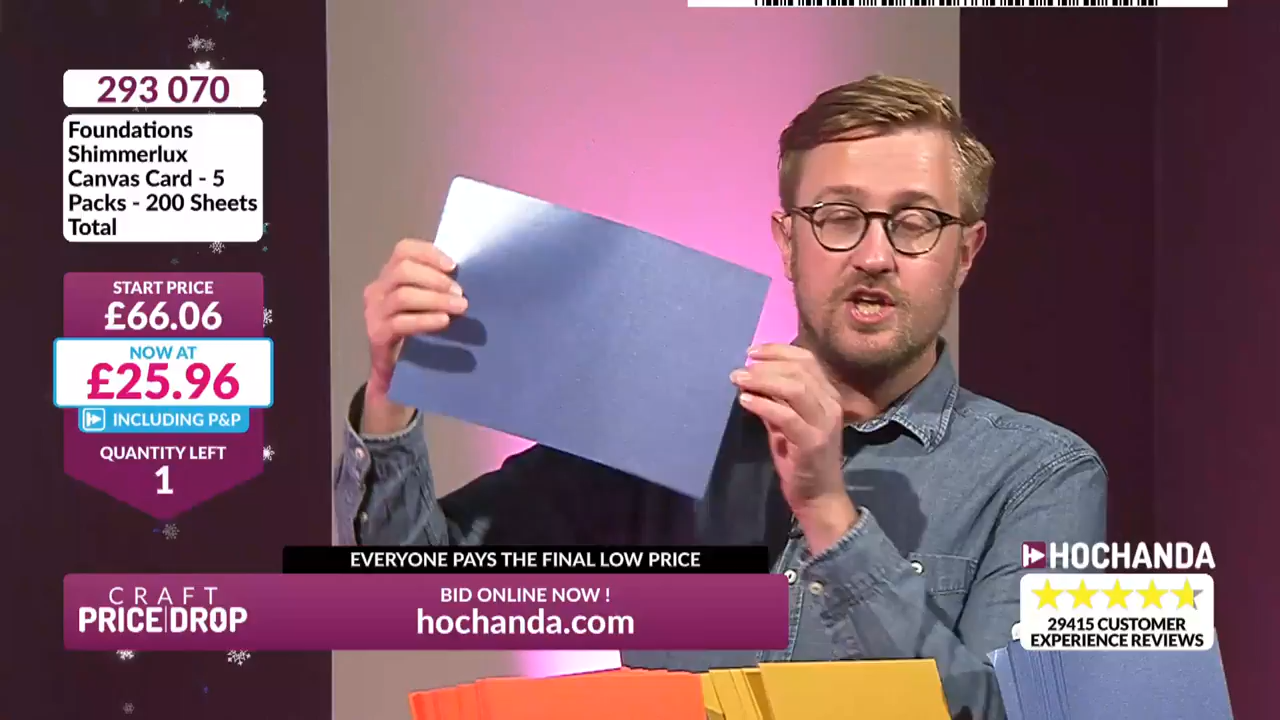 293 070
Foundations
Shimmerlux
Canvas Card - 5
Packs - 200 Sheets
Total
START PRICE
£66.06
NOW AT
£25.96
INCLUDING P&P
QUANTITY LEFT
1
EVERYONE PAYS THE FINAL LOW PRICE
CRAFT
PRICE DROP
BID ONLINE NOW !
hochanda.com
HOCHANDA
29415 CUSTOMER
EXPERIENCE REVIEWS